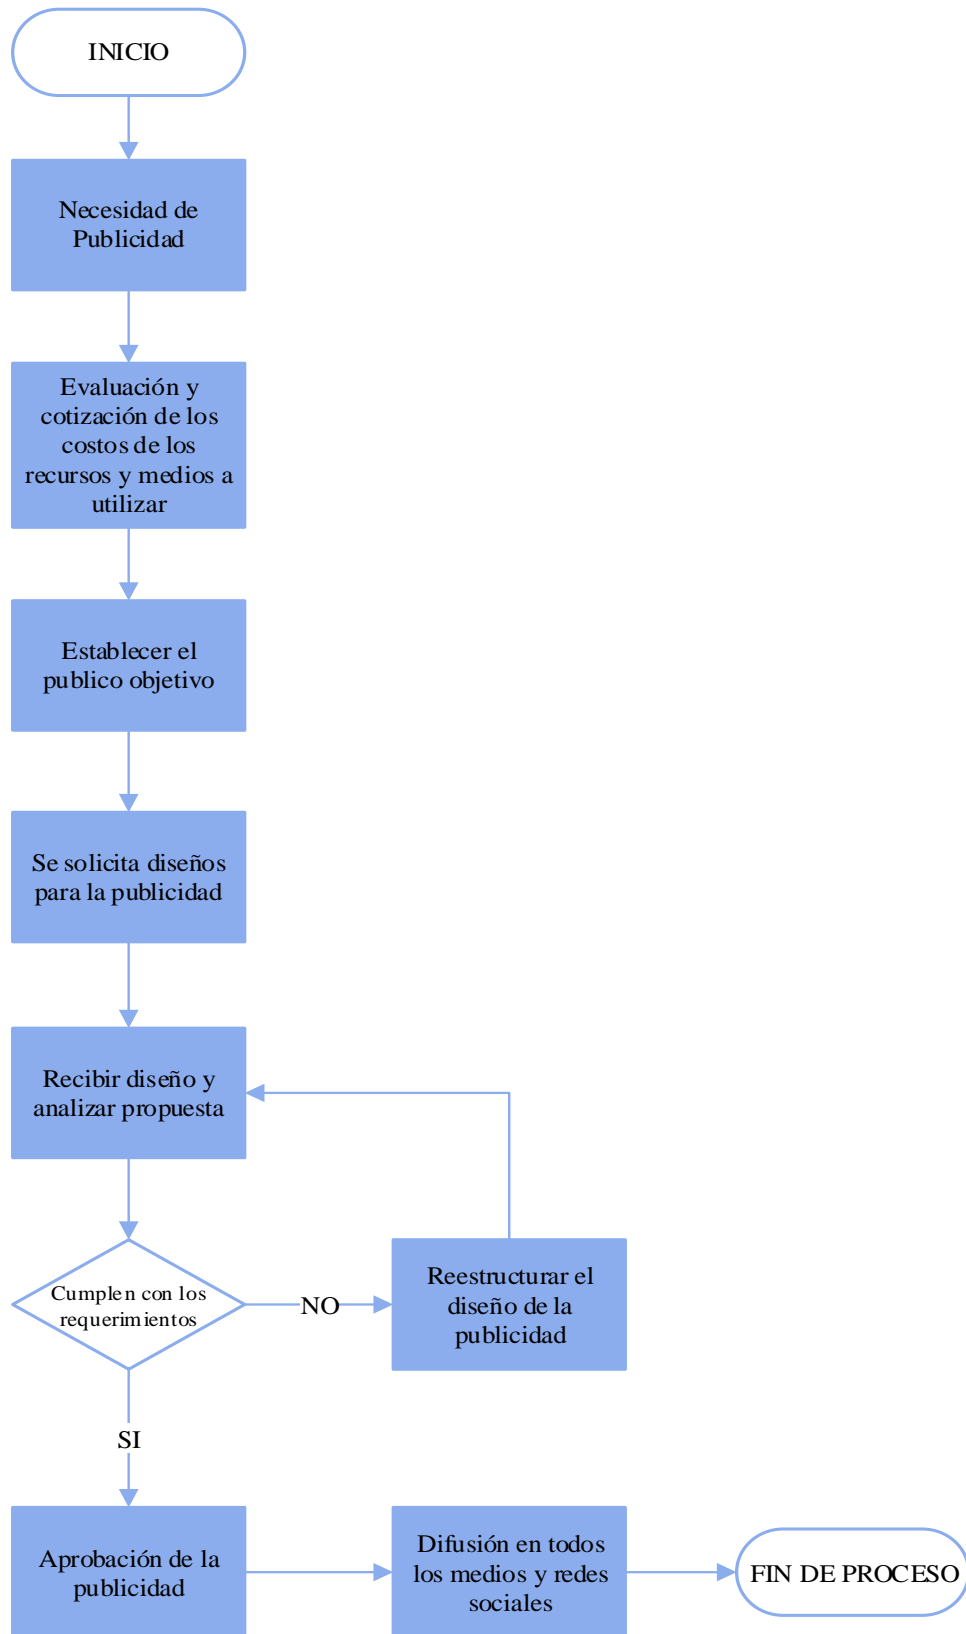 INICIO
Necesidad de
Publicidad
Evaluación y
cotización de los
costos de los
recursos y medios a
utilizar
Establecer el
publico objetivo
Se solicita diseños
para la publicidad
Recibir diseño y
analizar propuesta
Cumplen con los
requerimientos
NO
Reestructurar el
diseño de la
publicidad
SI
Aprobación de la
publicidad
Difusión en todos
los medios y redes
sociales
FIN DE PROCESO